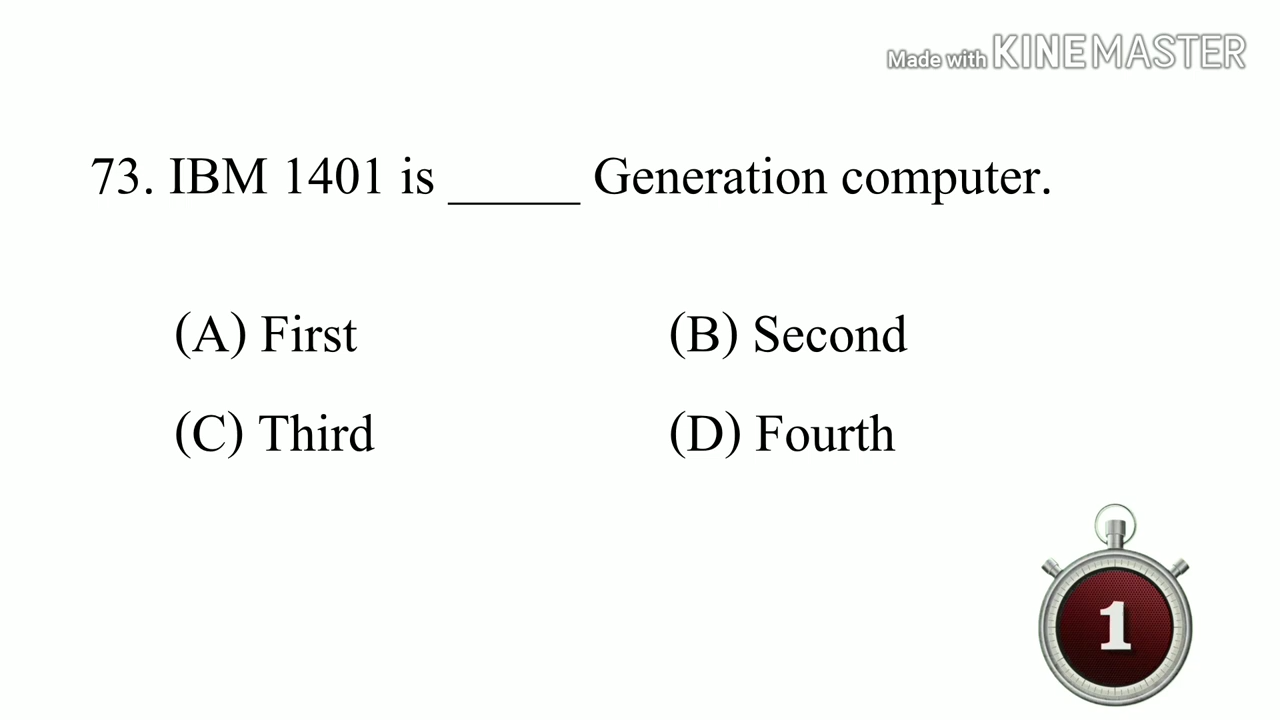 Made with KINEMASTER
73. IBM 1401 is _____ Generation computer.
(A) First (B) Second
(C) Third (D) Fourth
1